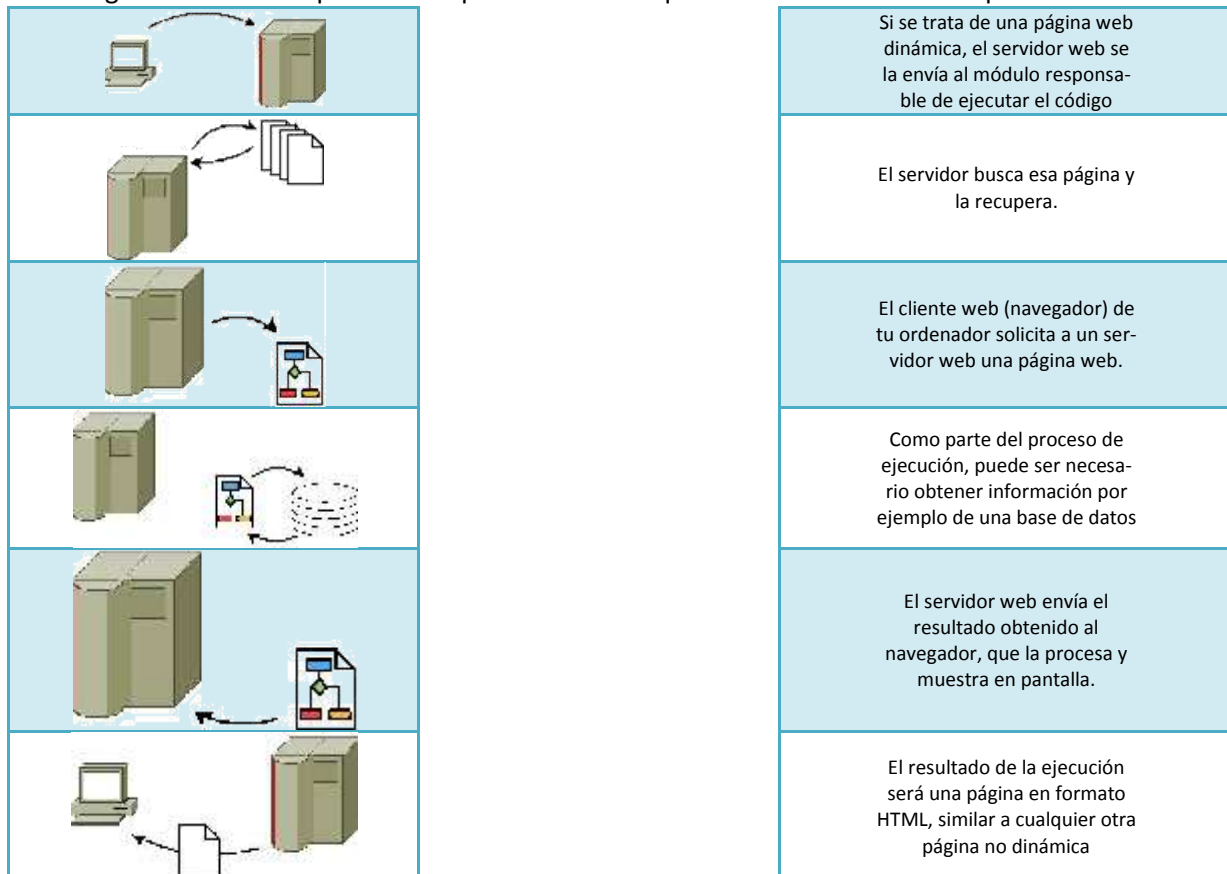 Si se trata de una página web
dinámica, el servidor web se
la envía al módulo responsa-
ble de ejecutar el código
El servidor busca esa página y
la recupera.
El cliente web (navegador) de
tu ordenador solicita a un ser-
vidor web una página web.
Como parte del proceso de
ejecución, puede ser necesa-
rio obtener información por
ejemplo de una base de datos
El servidor web envía el
resultado obtenido al
navegador, que la procesa y
muestra en pantalla.
El resultado de la ejecución
será una página en formato
HTML, similar a cualquier otra
página no dinámica